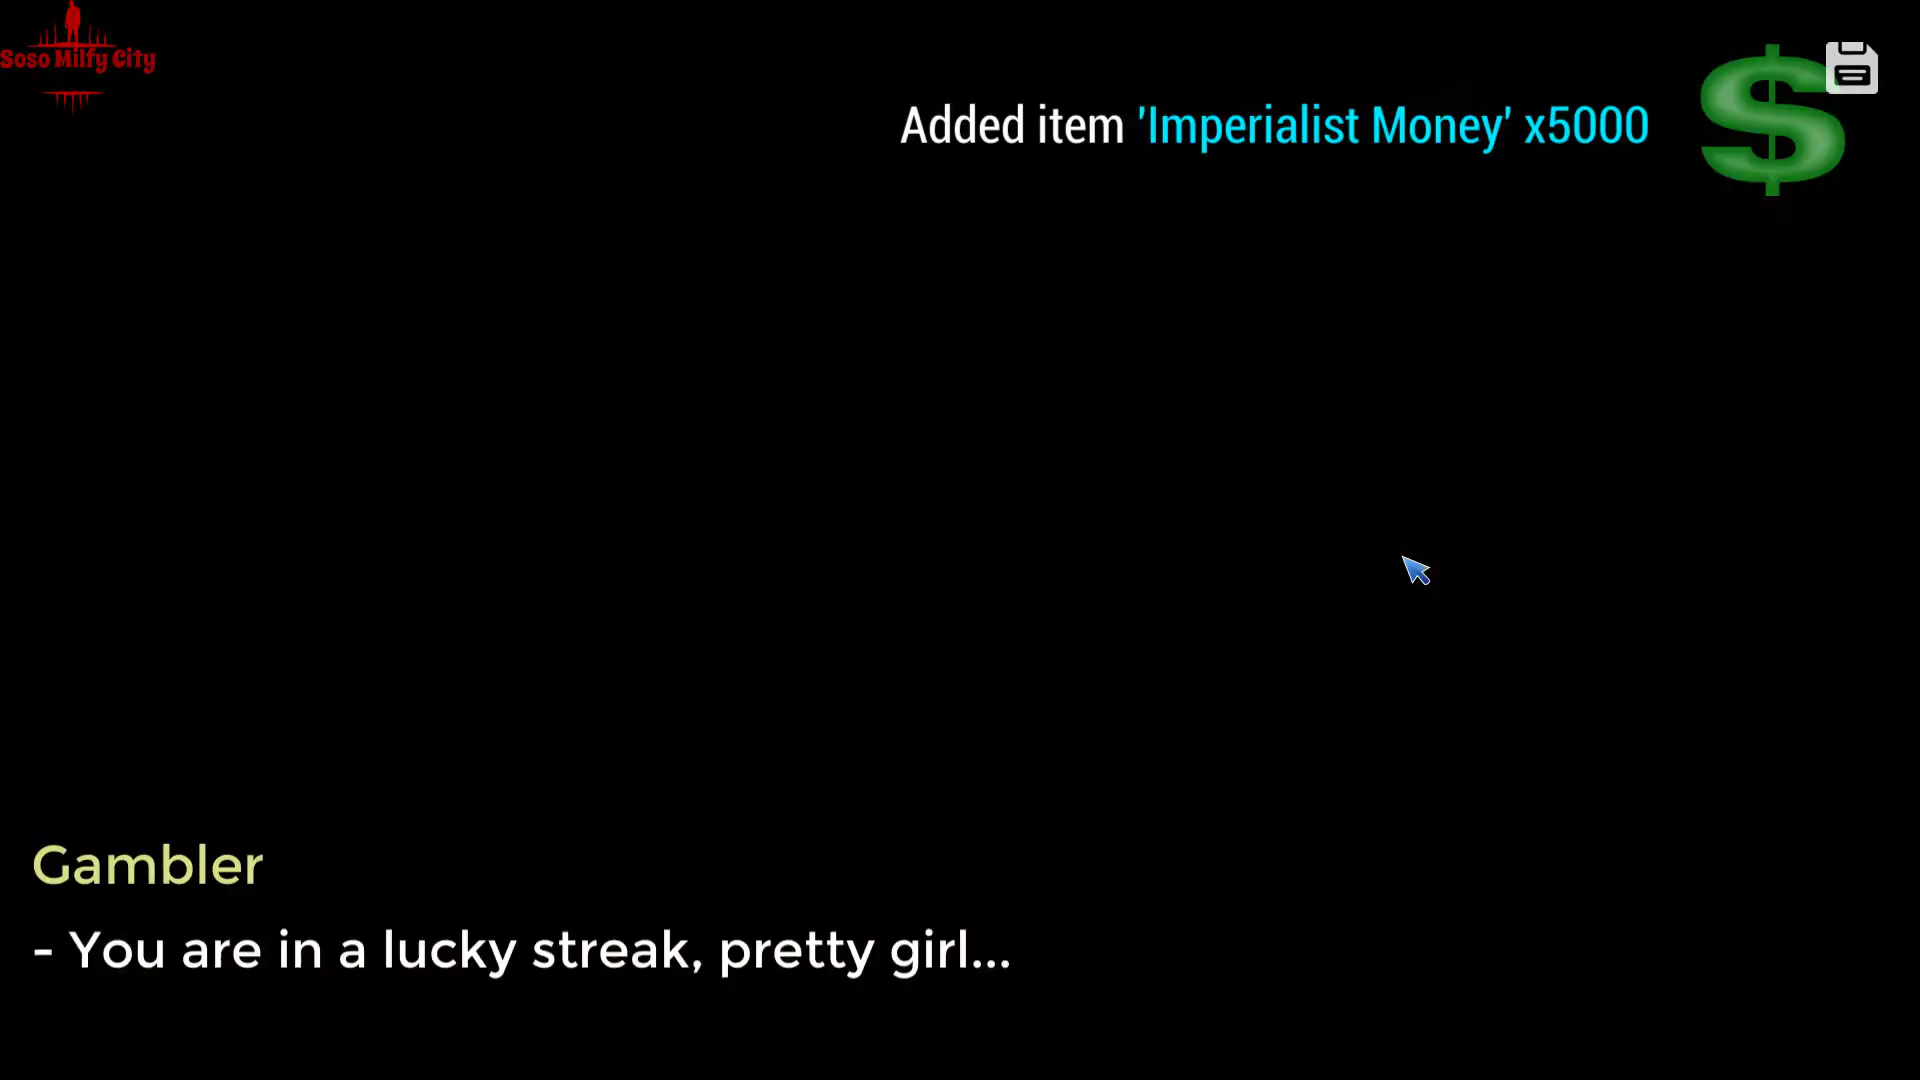 Soso Milfy City
Added item 'Imperialist Money' x5000
Gambler
- You are in a lucky streak, pretty girl...